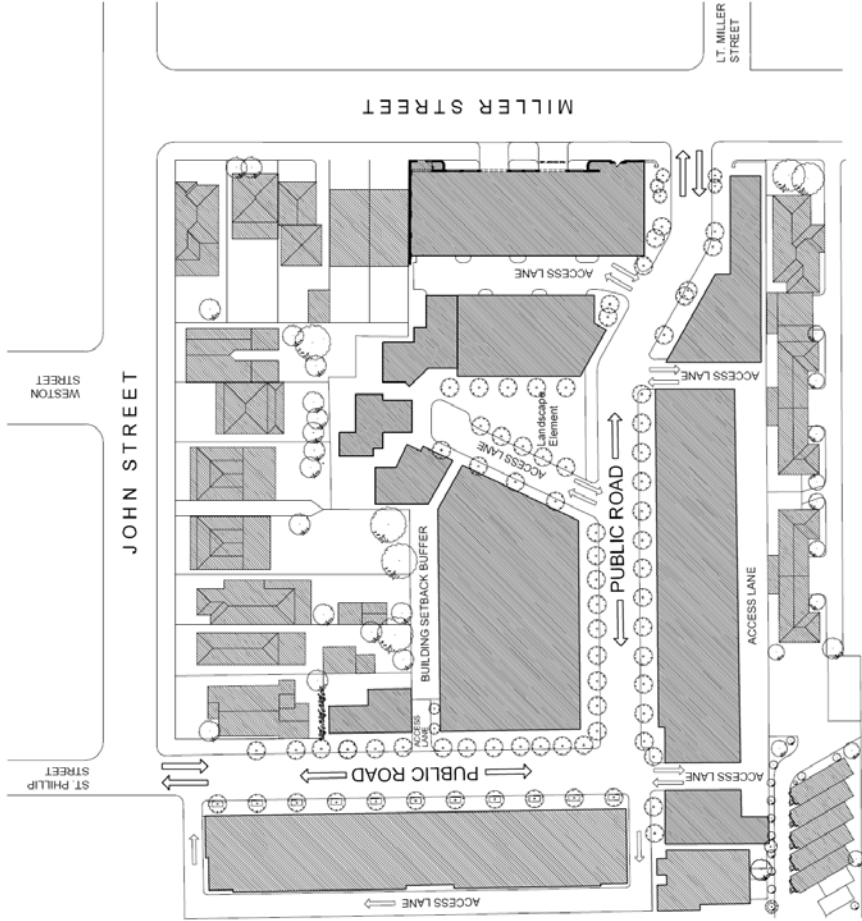 LT. MILLER
STREET
MILLER STREET
ACCESS LANE
ACCESS LANE
WESTON
STREET
JOHN STREET
Landscape
Element
ACCESS LANE
PUBLIC ROAD
BUILDING SETBACK BUFFER
ACCESS LANE
ACCESS
LANE
ST. PHILLIP
STREET
PUBLIC ROAD
ACCESS LANE
ACCESS LANE